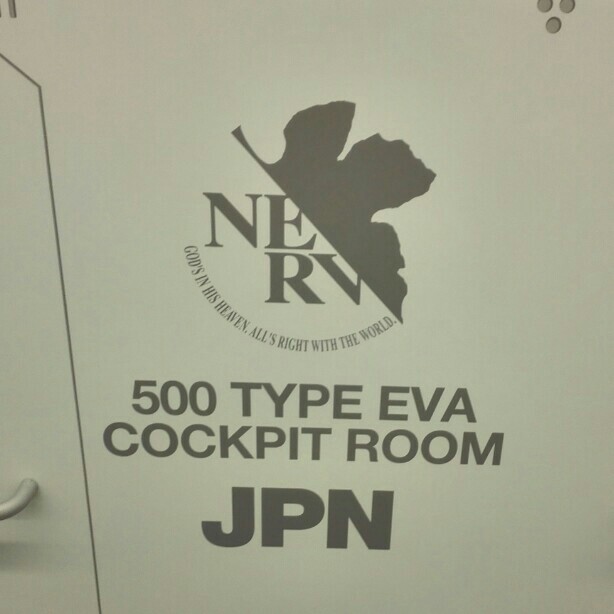 NERV
GOD'S IN HIS HEAVEN. ALL'S RIGHT WITH THE WORLD.
500 TYPE EVA
COCKPIT ROOM
JPN